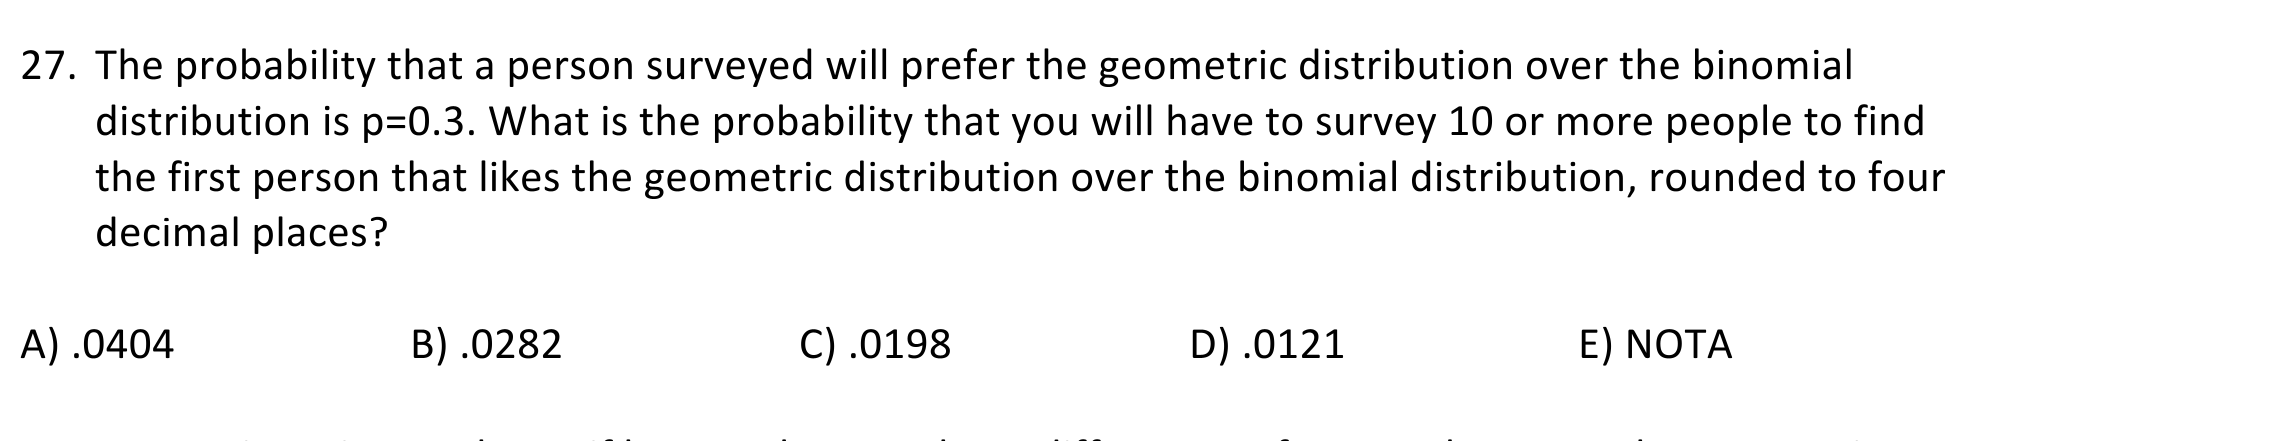 27. The probability that a person surveyed will prefer the geometric distribution over the binomial
distribution is p=0.3. What is the probability that you will have to survey 10 or more people to find
the first person that likes the geometric distribution over the binomial distribution, rounded to four
decimal places?
A) .0404 B) .0282 C) .0198 D) .0121 E) NOTA